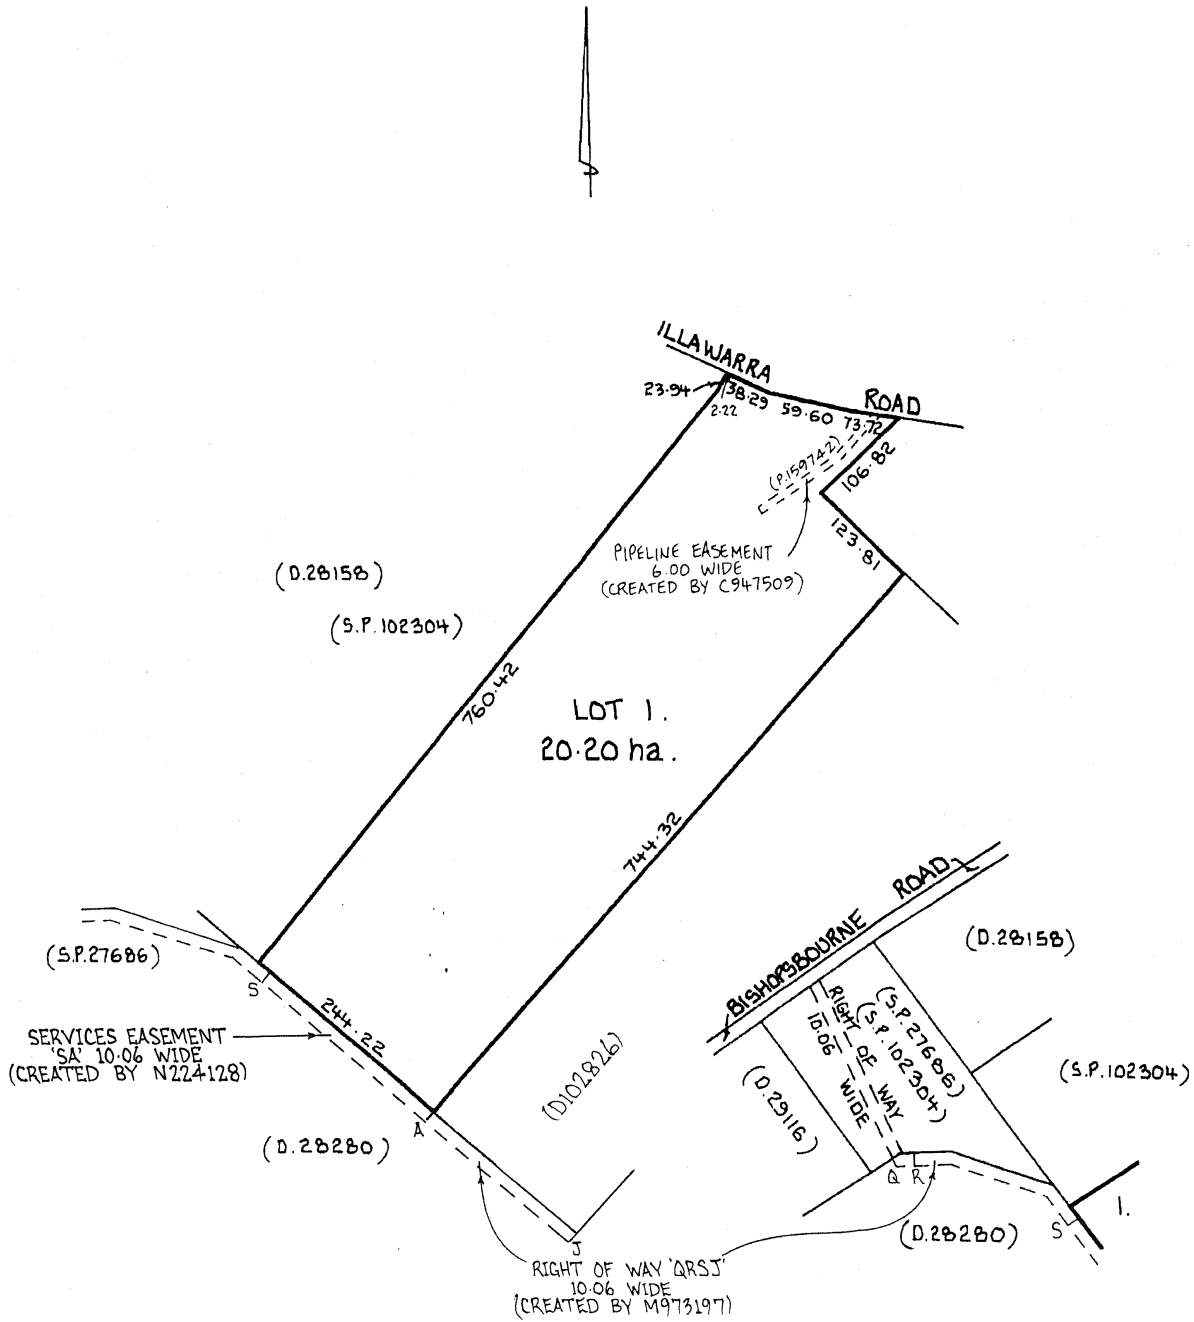 ILLAWARRA
ROAD
23.94
38.29
2.22
59.60
73.72
(P.159742)
106.82
123.81
PIPELINE EASEMENT
6.00 WIDE
(CREATED BY C947509)
(D.28158)
(S.P.102304)
760.42
LOT 1.
20.20 ha.
744.32
(S.P.27686)
S
244.22
SERVICES EASEMENT
'SA' 10.06 WIDE
(CREATED BY N224128)
A
(D.28280)
(D102826)
J
RIGHT OF WAY 'QRSJ'
10.06 WIDE
(CREATED BY M973197)
BISHOPSBOURNE ROAD
(D.28158)
(S.P.27686)
(S.P.102304)
RIGHT OF WAY
10.06 WIDE
(D.29116)
(S.P.102304)
Q R
S
1.
(D.28280)